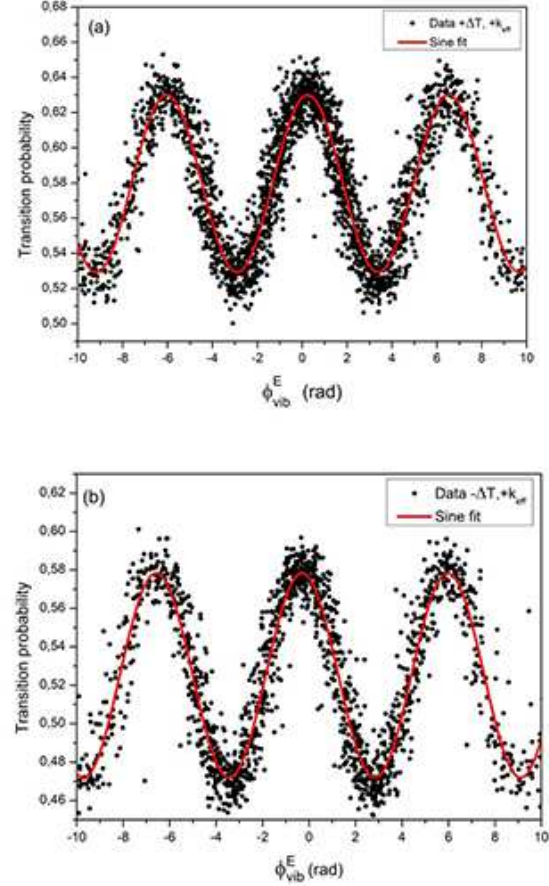 (a)
Data +ΔT, +k_eff
Sine fit
0,68
0,66
0,64
0,62
0,60
0,58
0,56
0,54
0,52
0,50
Transition probability
-10 -8 -6 -4 -2 0 2 4 6 8 10
ϕ_vib^E (rad)
(b)
Data -ΔT,+k_eff
Sine fit
0,62
0,60
0,58
0,56
0,54
0,52
0,50
0,48
0,46
Transition probability
-10 -8 -6 -4 -2 0 2 4 6 8 10
ϕ_vib^E (rad)